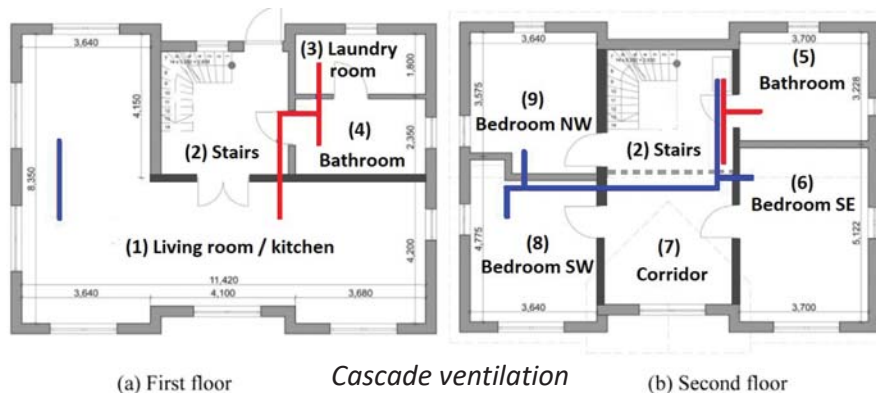 3,640
(3) Laundry
room
1,800
4,150
8,350
(2) Stairs
(4)
Bathroom
2,350
(1) Living room / kitchen
4,200
11,420
3,640
4,100
3,680
3,640
3,700
(5)
Bathroom
3,575
3,228
(9)
Bedroom NW
(2) Stairs
(6)
Bedroom SE
4,775
(8)
Bedroom SW
(7)
Corridor
5,122
3,640
3,700
(a) First floor
Cascade ventilation
(b) Second floor